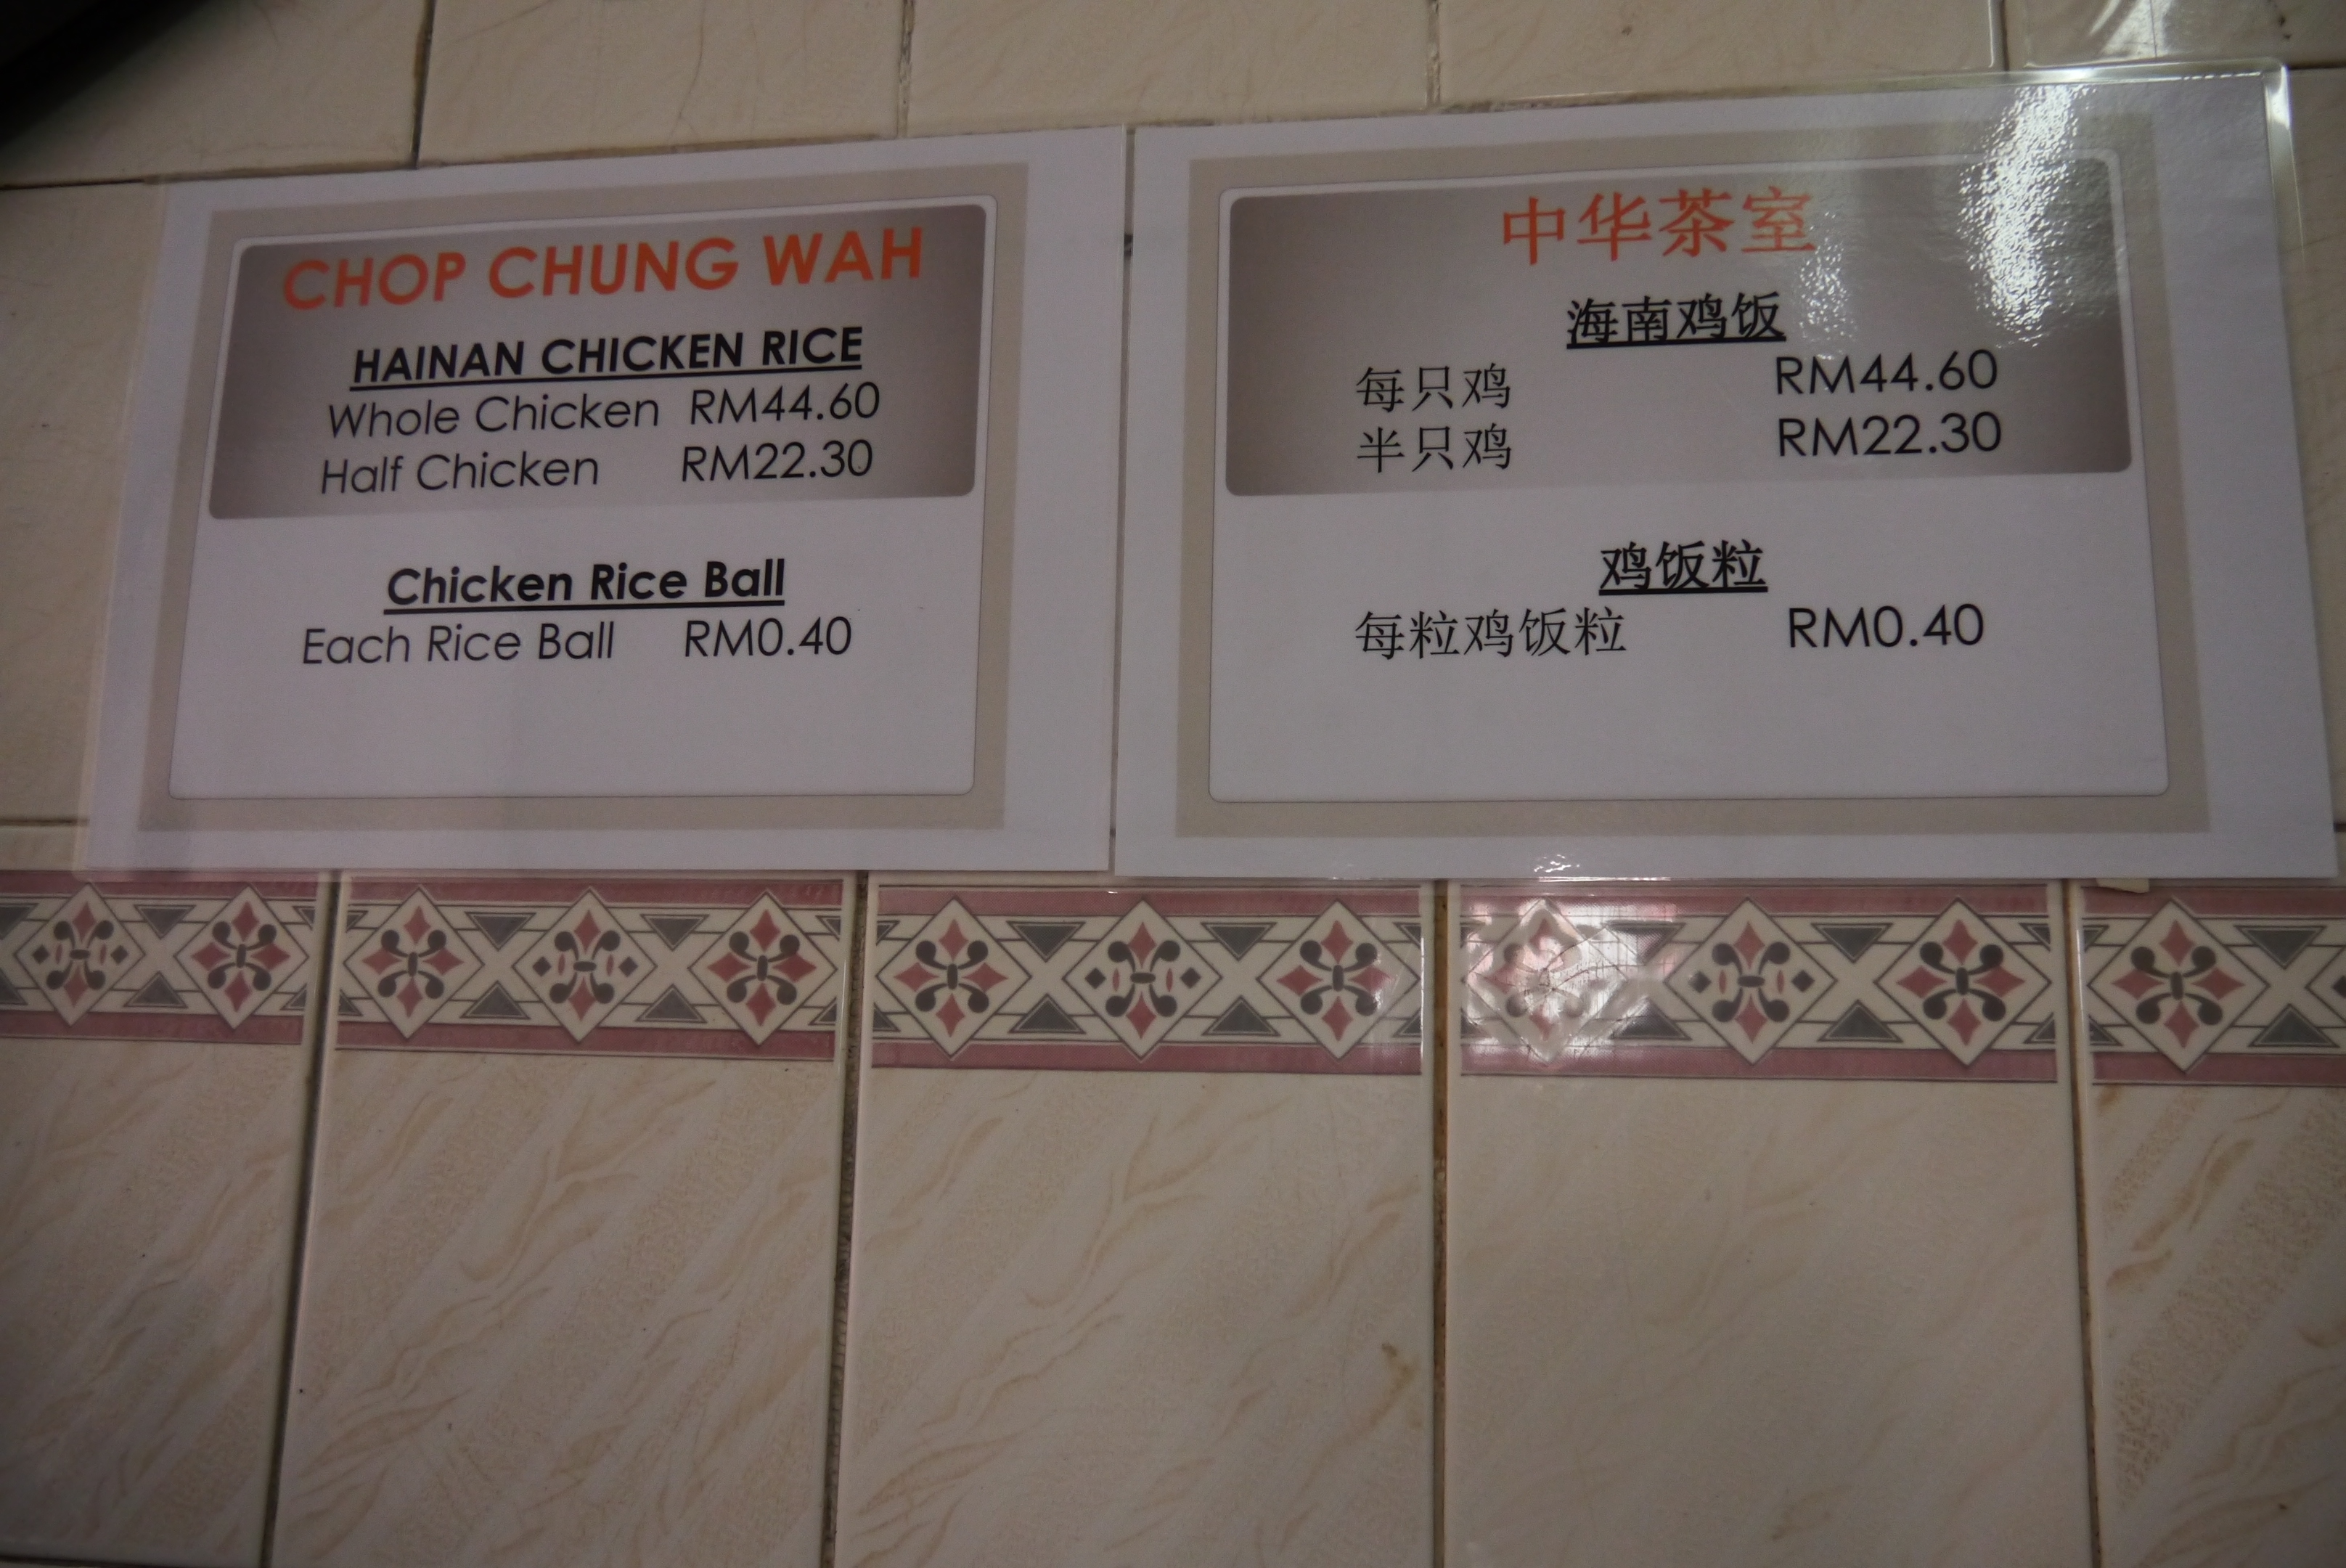 CHOP CHUNG WAH
HAINAN CHICKEN RICE
Whole Chicken RM44.60
Half Chicken RM22.30
Chicken Rice Ball
Each Rice Ball RM0.40
中华茶室
海南鸡饭
每只鸡 RM44.60
半只鸡 RM22.30
鸡饭粒
每粒鸡饭粒 RM0.40